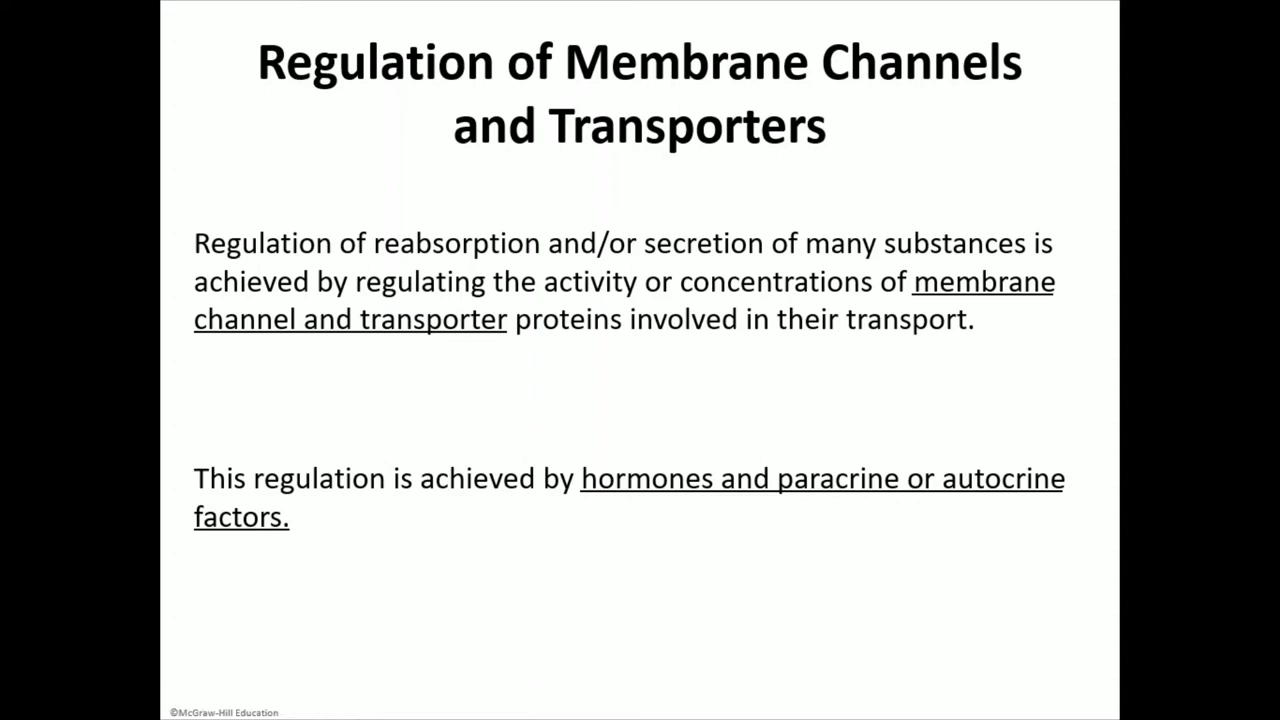 Regulation of Membrane Channels
and Transporters
Regulation of reabsorption and/or secretion of many substances is
achieved by regulating the activity or concentrations of membrane
channel and transporter proteins involved in their transport.
This regulation is achieved by hormones and paracrine or autocrine
factors.
©McGraw-Hill Education